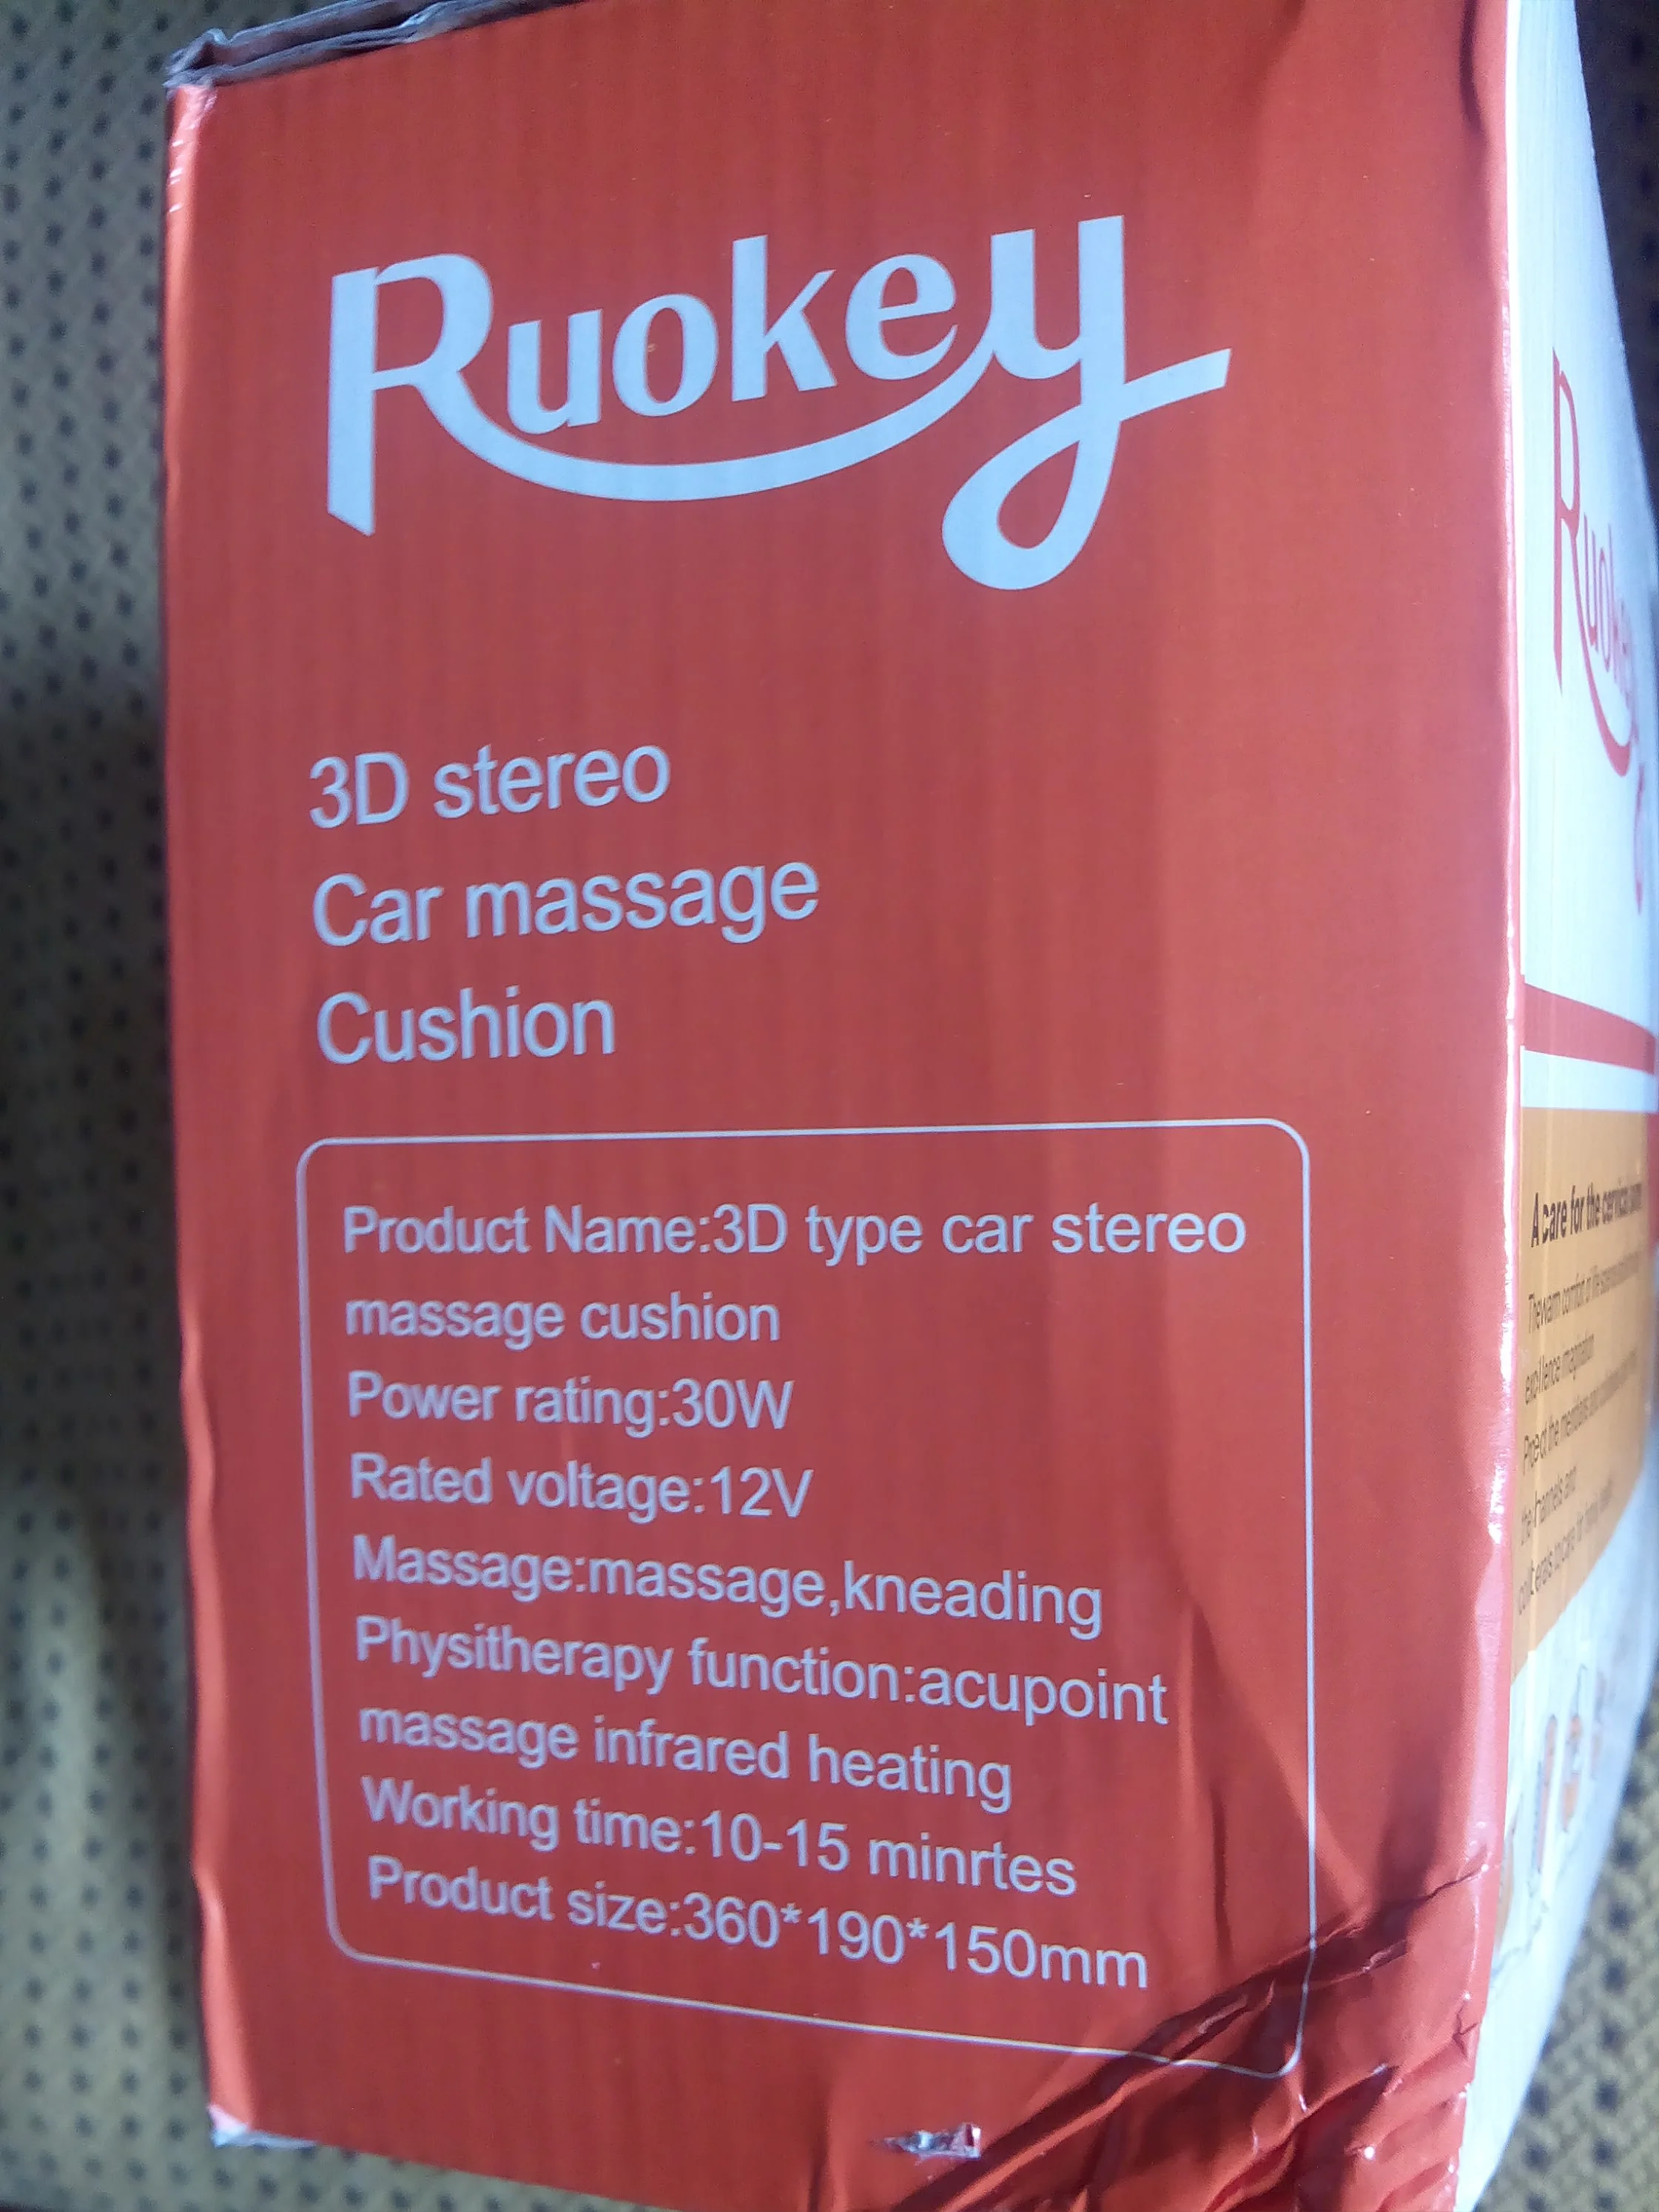 Ruokey
3D stereo
Car massage
Cushion
Product Name:3D type car stereo
massage cushion
Power rating:30W
Rated voltage:12V
Massage:massage,kneading
Physitherapy function:acupoint
massage infrared heating
Working time:10-15 minrtes
Product size:360*190*150mm
Ruokey
A care for the cervical